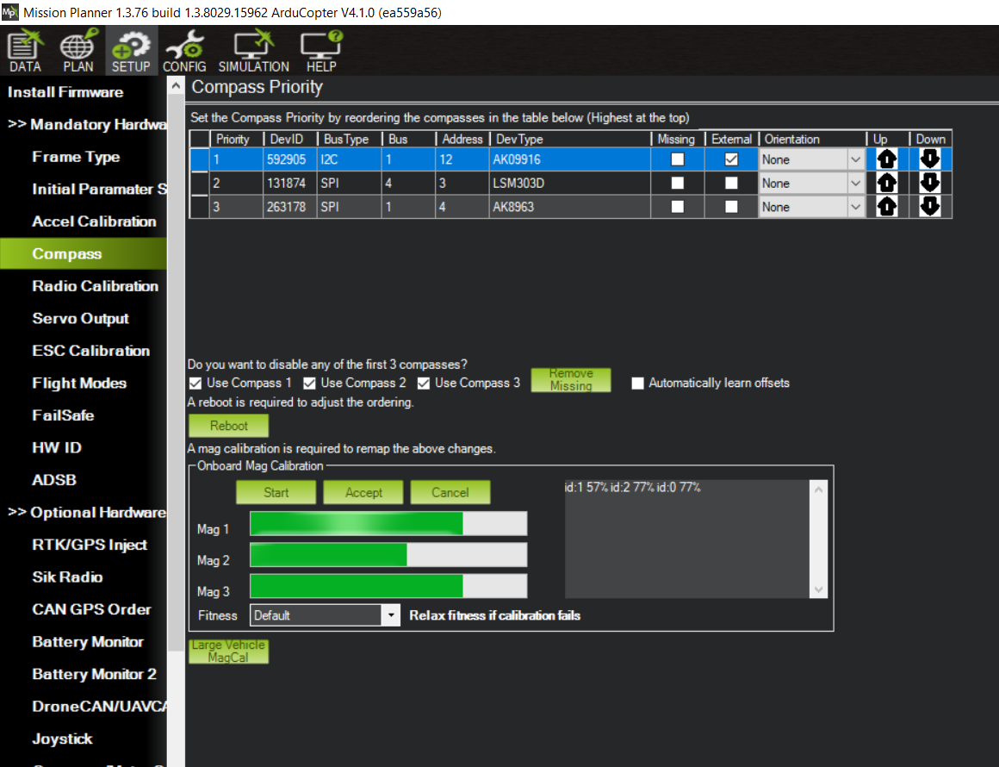 Mission Planner 1.3.76 build 1.3.8029.15962 ArduCopter V4.1.0 (ea559a56)
DATA PLAN SETUP CONFIG SIMULATION HELP
Install Firmware
>> Mandatory Hardwa
Frame Type
Initial Paramater S
Accel Calibration
Compass
Radio Calibration
Servo Output
ESC Calibration
Flight Modes
FailSafe
HW ID
ADSB
>> Optional Hardware
RTK/GPS Inject
Sik Radio
CAN GPS Order
Battery Monitor
Battery Monitor 2
DroneCAN/UAVCA
Joystick
Compass Priority
Set the Compass Priority by reordering the compasses in the table below (Highest at the top)
Priority DevID BusType Bus Address DevType Missing External Orientation Up Down
1 592905 I2C 1 12 AK09916 None
2 131874 SPI 4 3 LSM303D None
3 263178 SPI 1 4 AK8963 None
Do you want to disable any of the first 3 compasses?
Use Compass 1 Use Compass 2 Use Compass 3 Remove Missing Automatically learn offsets
A reboot is required to adjust the ordering.
Reboot
A mag calibration is required to remap the above changes.
Onboard Mag Calibration
Start Accept Cancel
id:1 57% id:2 77% id:0 77%
Mag 1
Mag 2
Mag 3
Fitness Default Relax fitness if calibration fails
Large Vehicle
MagCal